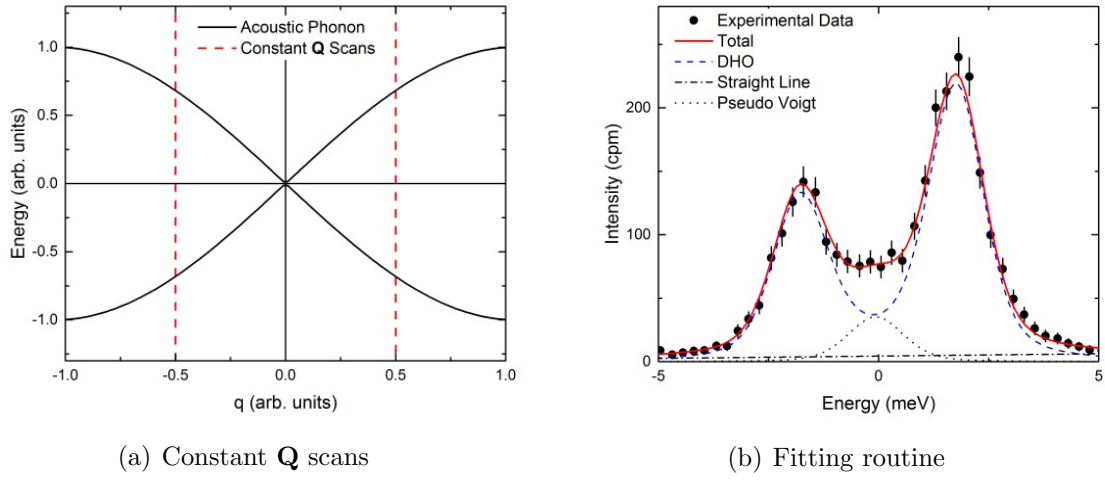 (a)
Acoustic Phonon
Constant Q Scans
1.0
0.5
0.0
-0.5
-1.0
Energy (arb. units)
-1.0 -0.5 0.0 0.5 1.0
q (arb. units)
(a) Constant Q scans
(b)
Experimental Data
Total
DHO
Straight Line
Pseudo Voigt
200
100
0
Intensity (cpm)
-5 0 5
Energy (meV)
(b) Fitting routine